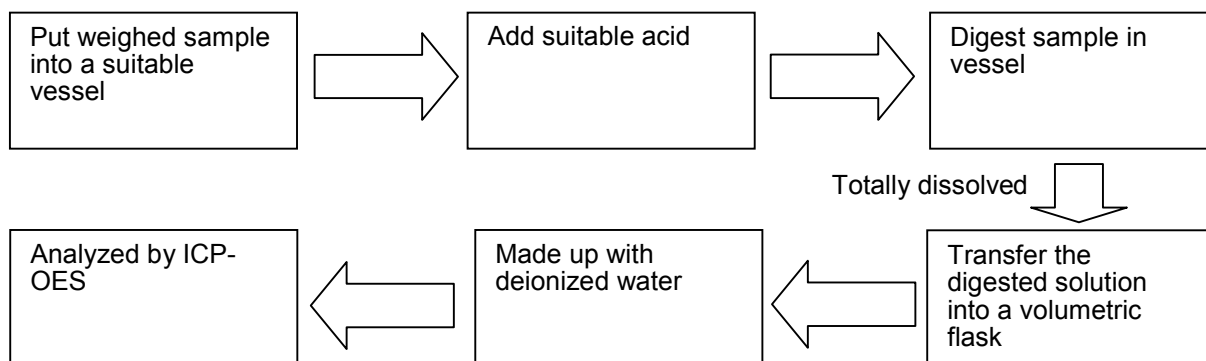 Put weighed sample
into a suitable
vessel
Add suitable acid
Digest sample in
vessel
Totally dissolved
Transfer the
digested solution
into a volumetric
flask
Made up with
deionized water
Analyzed by ICP-
OES